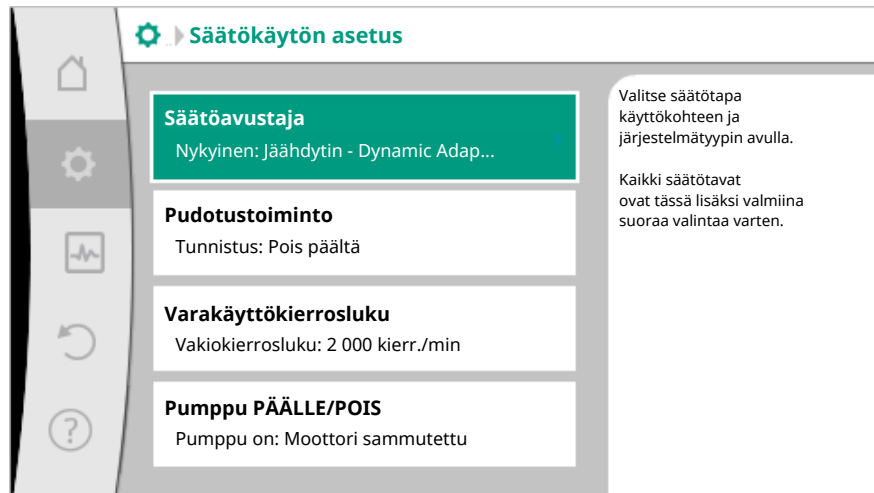 Säätökäytön asetus
Säätöavustaja
Nykyinen: Jäähdytin - Dynamic Adap...
Pudotustoiminto
Tunnistus: Pois päältä
Varakäyttökierrosluku
Vakiokierrosluku: 2 000 kierr./min
Pumppu PÄÄLLE/POIS
Pumppu on: Moottori sammutettu
Valitse säätötapa
käyttökohteen ja
järjestelmätyypin avulla.
Kaikki säätötavat
ovat tässä lisäksi valmiina
suoraa valintaa varten.
?